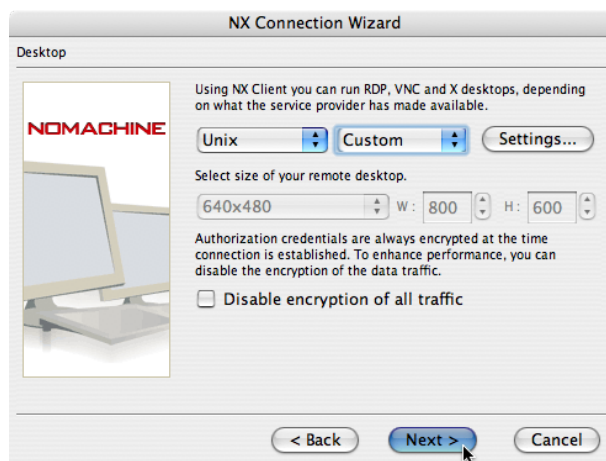 NX Connection Wizard
Desktop
NOMACHINE
Using NX Client you can run RDP, VNC and X desktops, depending
on what the service provider has made available.
Unix Custom Settings...
Select size of your remote desktop.
640x480 W: 800 H: 600
Authorization credentials are always encrypted at the time
connection is established. To enhance performance, you can
disable the encryption of the data traffic.
Disable encryption of all traffic
< Back Next > Cancel